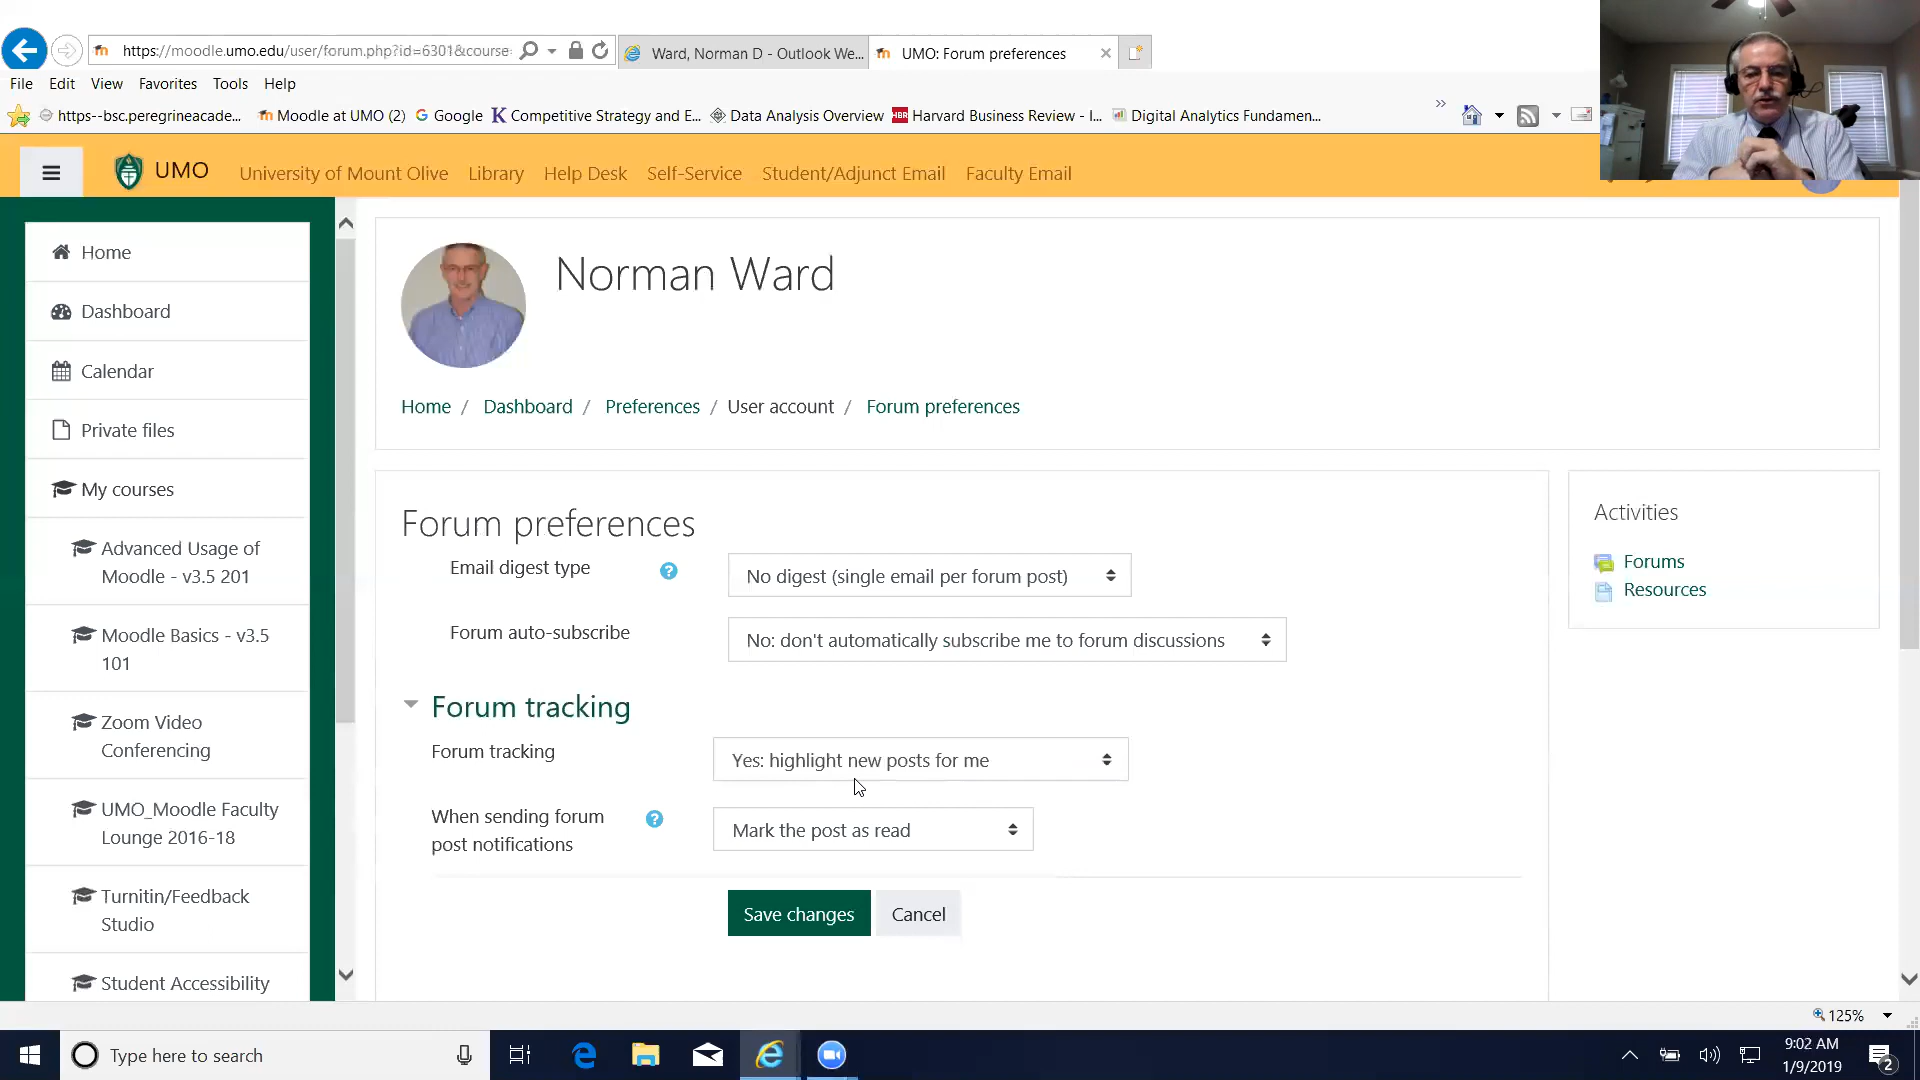 https://moodle.umo.edu/user/forum.php?id=6301&course=
Ward, Norman D - Outlook We...
UMO: Forum preferences
File Edit View Favorites Tools Help
https--bsc.peregrineacade...
Moodle at UMO (2)
Google
Competitive Strategy and E...
Data Analysis Overview
HBR Harvard Business Review - I...
Digital Analytics Fundamen...
UMO
University of Mount Olive Library Help Desk Self-Service Student/Adjunct Email Faculty Email
Home
Dashboard
Calendar
Private files
My courses
Advanced Usage of
Moodle - v3.5 201
Moodle Basics - v3.5
101
Zoom Video
Conferencing
UMO_Moodle Faculty
Lounge 2016-18
Turnitin/Feedback
Studio
Student Accessibility
Norman Ward
Home / Dashboard / Preferences / User account / Forum preferences
Forum preferences
Email digest type
No digest (single email per forum post)
Forum auto-subscribe
No: don't automatically subscribe me to forum discussions
Forum tracking
Forum tracking
Yes: highlight new posts for me
When sending forum
post notifications
Mark the post as read
Save changes
Cancel
Activities
Forums
Resources
125%
Type here to search
9:02 AM
1/9/2019
2